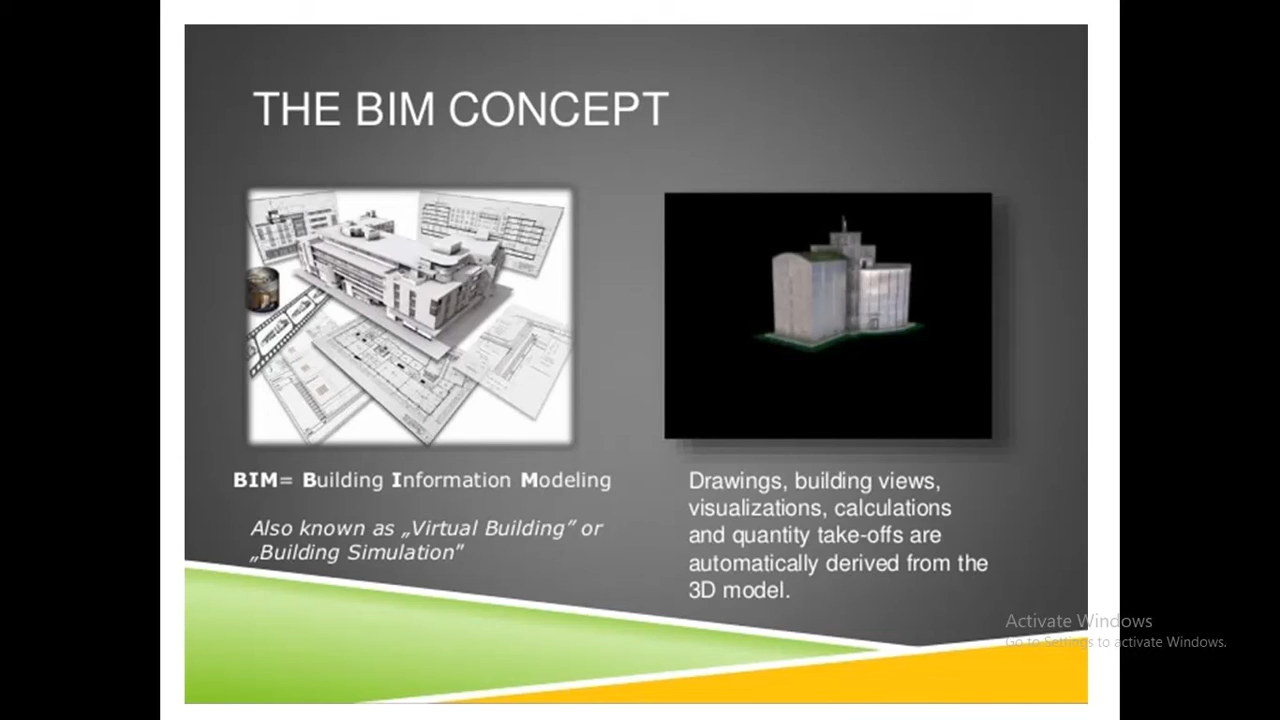 THE BIM CONCEPT
BIM= Building Information Modeling
Also known as „Virtual Building” or
„Building Simulation”
Drawings, building views,
visualizations, calculations
and quantity take-offs are
automatically derived from the
3D model.
Activate Windows
Go to Settings to activate Windows.